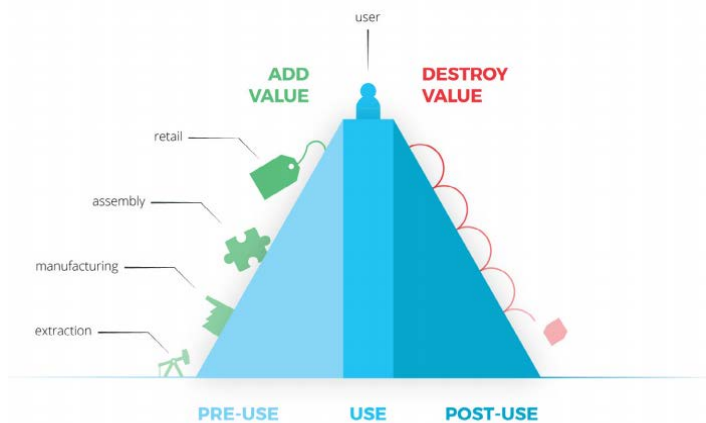 user
ADD
VALUE
DESTROY
VALUE
retail
assembly
manufacturing
extraction
PRE-USE
USE
POST-USE